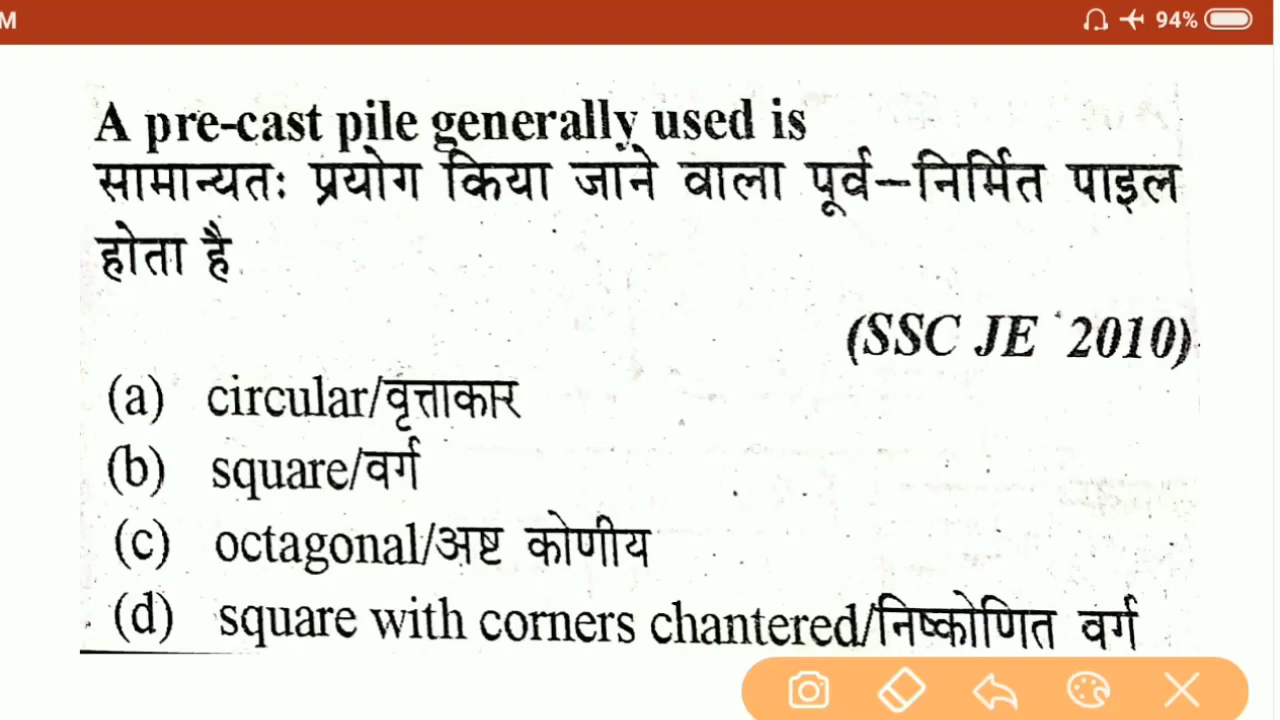 M 94%
A pre-cast pile generally used is
सामान्यतः प्रयोग किया जाने वाला पूर्व–निर्मित पाइल
होता है
(SSC JE 2010)
(a) circular/वृत्ताकार
(b) square/वर्ग
(c) octagonal/अष्ट कोणीय
(d) square with corners chantered/निष्कोणित वर्ग